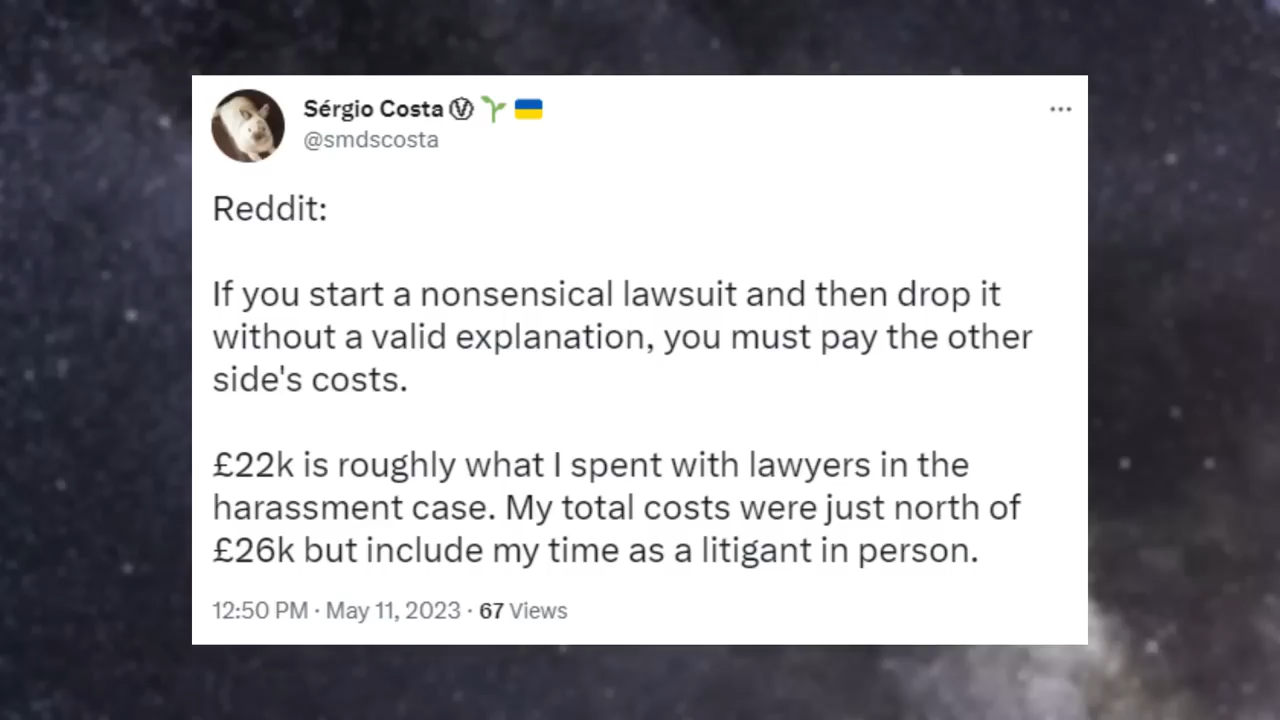 Sérgio Costa Ⓥ 🌱 🇺🇦
@smdscosta
Reddit:
If you start a nonsensical lawsuit and then drop it
without a valid explanation, you must pay the other
side's costs.
£22k is roughly what I spent with lawyers in the
harassment case. My total costs were just north of
£26k but include my time as a litigant in person.
12:50 PM · May 11, 2023 · 67 Views